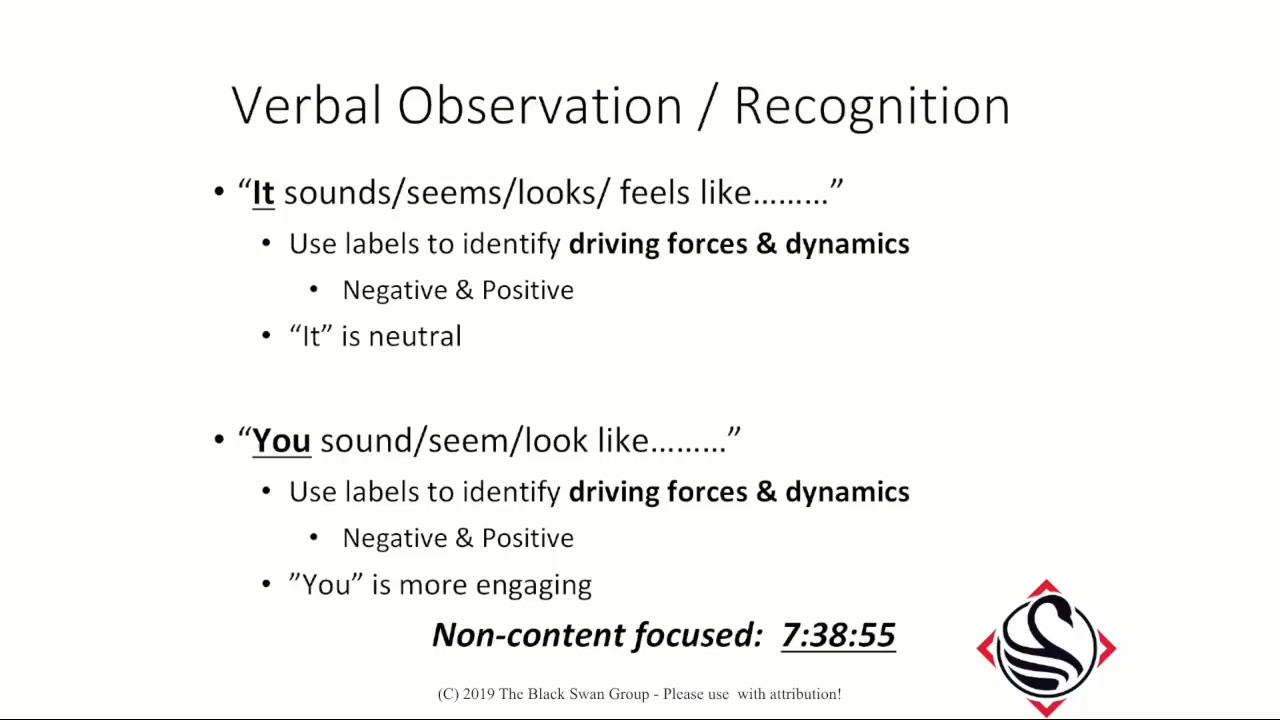 Verbal Observation / Recognition
• “It sounds/seems/looks/ feels like………”
• Use labels to identify driving forces & dynamics
• Negative & Positive
• “It” is neutral
• “You sound/seem/look like………”
• Use labels to identify driving forces & dynamics
• Negative & Positive
• ”You” is more engaging
Non-content focused: 7:38:55
(C) 2019 The Black Swan Group - Please use with attribution!